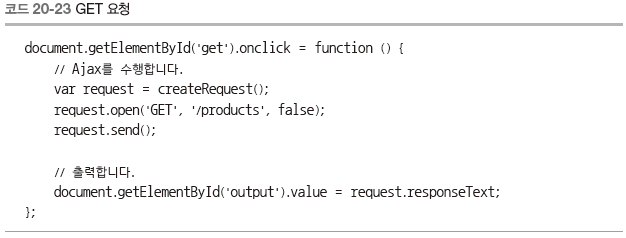 코드 20-23 GET 요청
document.getElementById('get').onclick = function () {
    // Ajax를 수행합니다.
    var request = createRequest();
    request.open('GET', '/products', false);
    request.send();
    // 출력합니다.
    document.getElementById('output').value = request.responseText;
};